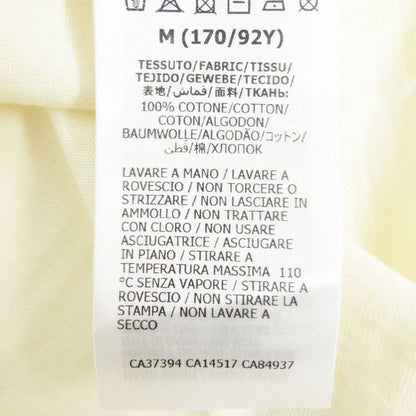 M (170/92Y)
TESSUTO/FABRIC/TISSU/
TEJIDO/GEWEBE/TECIDO/
表地/قماش/面料/ТКАНЬ:
100% COTONE/COTTON/
COTON/ALGODON/
BAUMWOLLE/ALGODÃO/コットン/
قطن/棉/ХЛОПОК
LAVARE A MANO / LAVARE A
ROVESCIO / NON TORCERE O
STRIZZARE / NON LASCIARE IN
AMMOLLO / NON TRATTARE
CON CLORO / NON USARE
ASCIUGATRICE / ASCIUGARE
IN PIANO / STIRARE A
TEMPERATURA MASSIMA 110
°C SENZA VAPORE / STIRARE A
ROVESCIO / NON STIRARE LA
STAMPA / NON LAVARE A
SECCO
CA37394 CA14517 CA84937